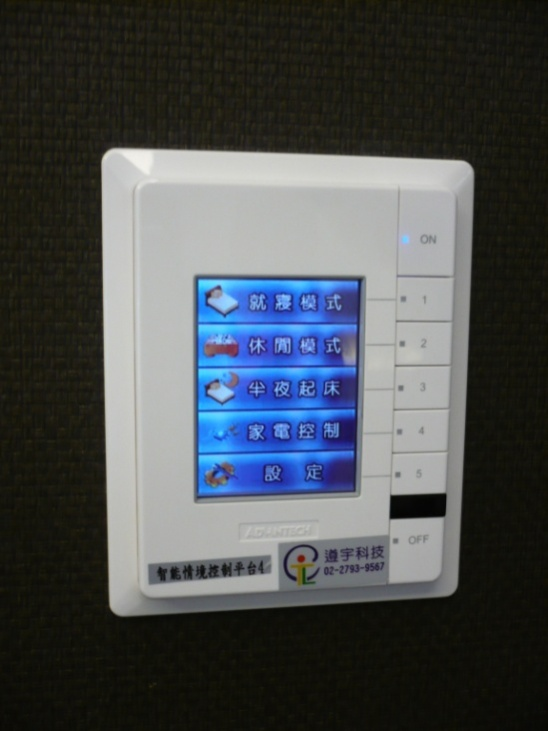 ON
就寢模式 1
休閒模式 2
半夜起床 3
家電控制 4
設定 5
ADVANTECH
OFF
智能情境控制平台4
遵宇科技
02-2793-9567